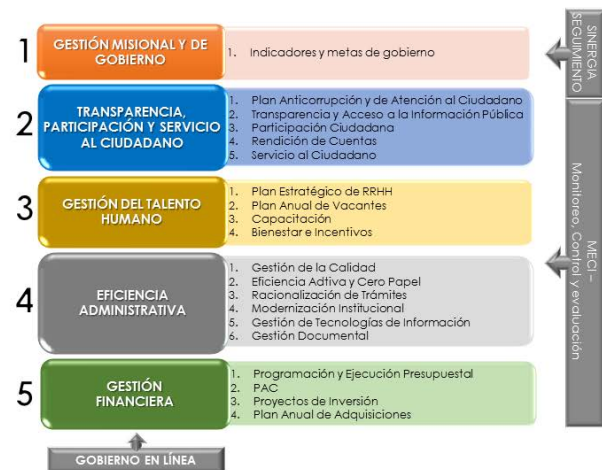 1
GESTIÓN MISIONAL Y DE
GOBIERNO
1. Indicadores y metas de gobierno
2
TRANSPARENCIA,
PARTICIPACIÓN Y SERVICIO
AL CIUDADANO
1. Plan Anticorrupción y de Atención al Ciudadano
2. Transparencia y Acceso a la Información Pública
3. Participación Ciudadana
4. Rendición de Cuentas
5. Servicio al Ciudadano
3
GESTIÓN DEL TALENTO
HUMANO
1. Plan Estratégico de RRHH
2. Plan Anual de Vacantes
3. Capacitación
4. Bienestar e Incentivos
4
EFICIENCIA
ADMINISTRATIVA
1. Gestión de la Calidad
2. Eficiencia Adtiva y Cero Papel
3. Racionalización de Trámites
4. Modernización Institucional
5. Gestión de Tecnologías de Información
6. Gestión Documental
5
GESTIÓN
FINANCIERA
1. Programación y Ejecución Presupuestal
2. PAC
3. Proyectos de Inversión
4. Plan Anual de Adquisiciones
GOBIERNO EN LÍNEA
SINERGIA
SEGUIMIENTO
MECI –
Monitoreo, Control y evaluación